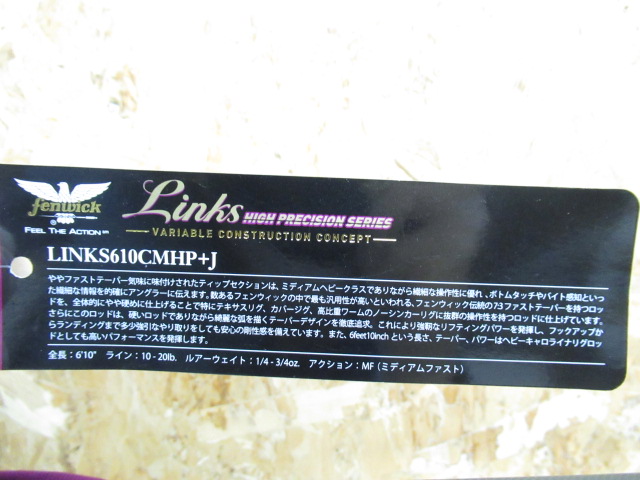 fenwick
FEEL THE ACTION
Links HIGH PRECISION SERIES
VARIABLE CONSTRUCTION CONCEPT
LINKS610CMHP+J
ややファストテーパー気味に味付けされたティップセクションは、ミディアムヘビークラスでありながら繊細な操作性に優れ、ボトムタッチやバイト感知といっ
た繊細な情報を的確にアングラーに伝えます。数あるフェンウィックの中で最も汎用性が高いといわれる、フェンウィック伝統の7:3ファストテーパーを持つロッ
ドを、全体的にやや硬めに仕上げることで特にテキサスリグ、カバージグ、高比重ワームのノーシンカーリグに抜群の操作性を持つロッドに仕上げています。
さらにこのロッドは、硬いロッドでありながら綺麗な弧を描くテーパーデザインを徹底追求。これにより強靭なリフティングパワーを発揮し、フックアップか
らランディングまで多少強引なやり取りをしても安心の剛性感を備えています。また、6feet10inch という長さ、テーパー、パワーはヘビーキャロライナリグロッ
ドとしても高いパフォーマンスを発揮します。
全長：6'10" ライン：10 - 20lb. ルアーウェイト：1/4 - 3/4oz. アクション：MF（ミディアムファスト）